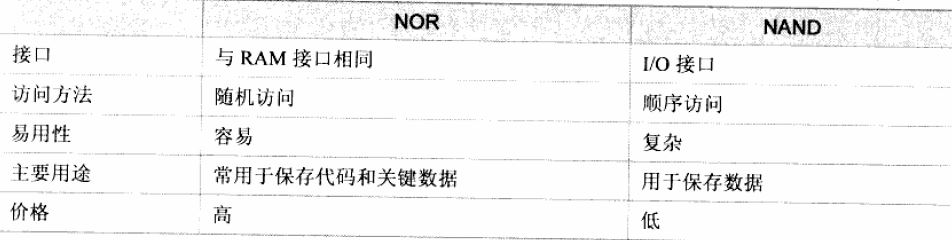 NOR NAND
接口 与 RAM 接口相同 I/O 接口
访问方法 随机访问 顺序访问
易用性 容易 复杂
主要用途 常用于保存代码和关键数据 用于保存数据
价格 高 低